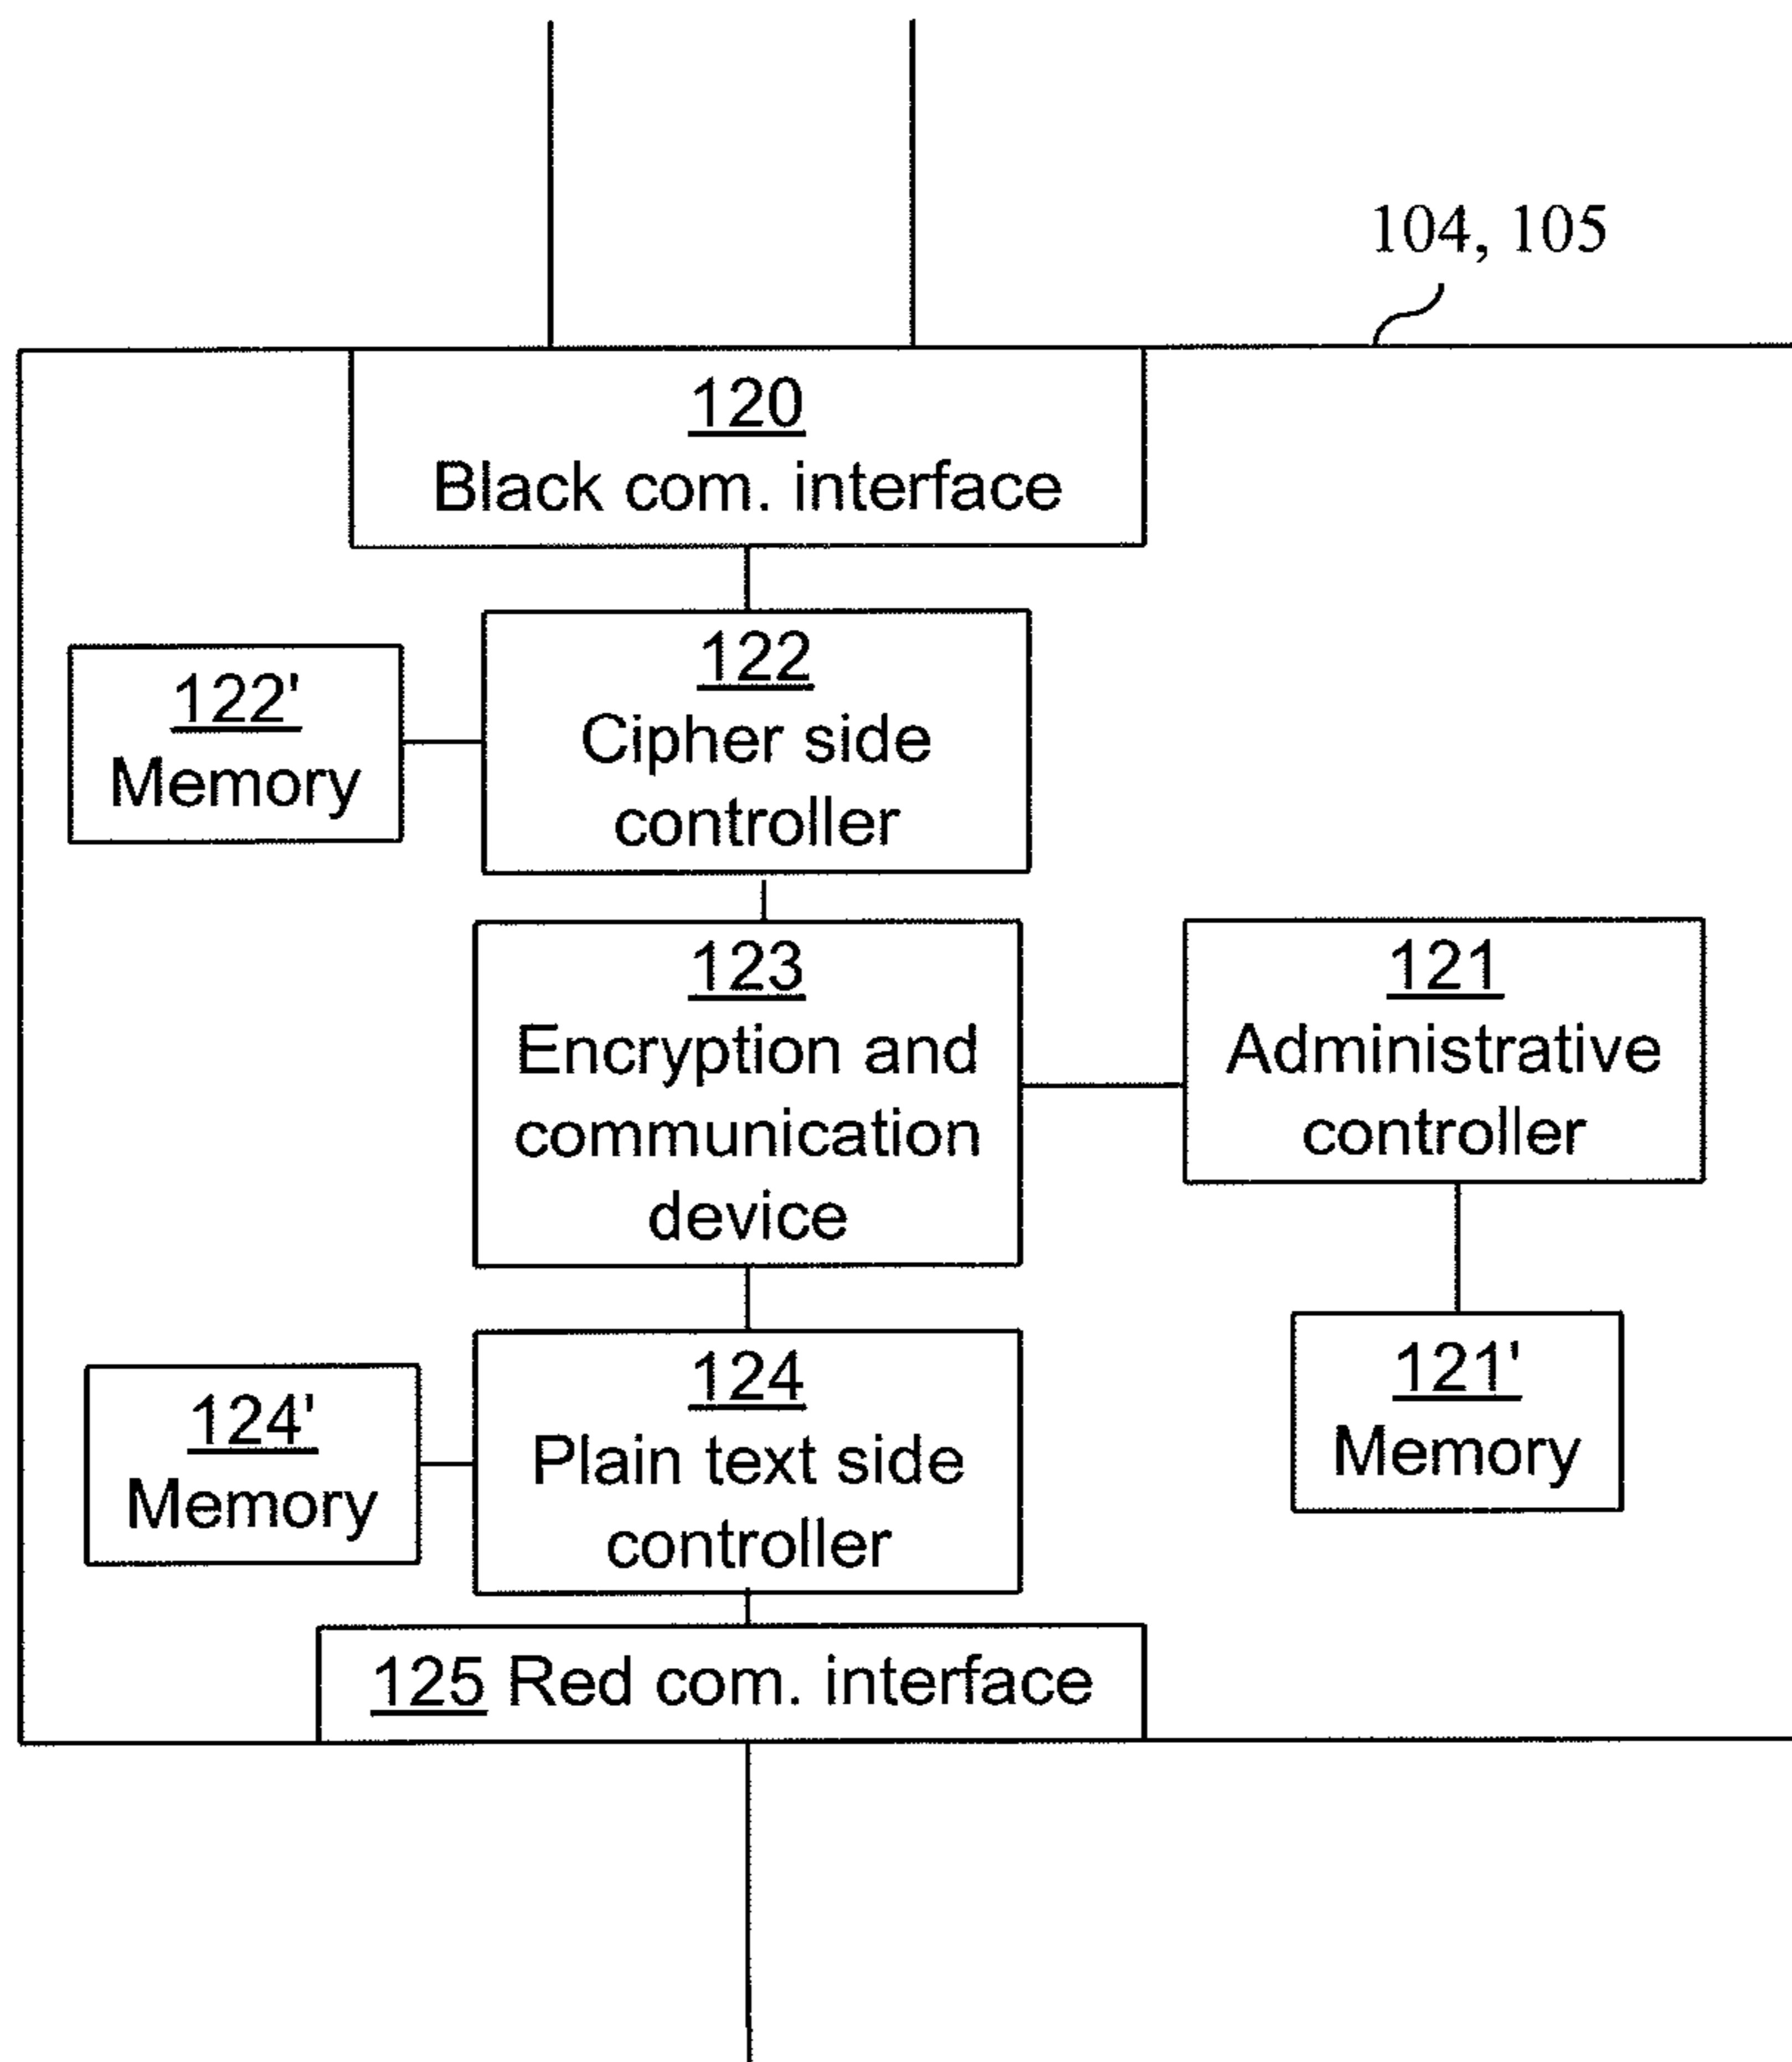 104, 105
120
Black com. interface
122
Cipher side
controller
122'
Memory
123
Encryption and
communication
device
121
Administrative
controller
121'
Memory
124
Plain text side
controller
124'
Memory
125 Red com. interface